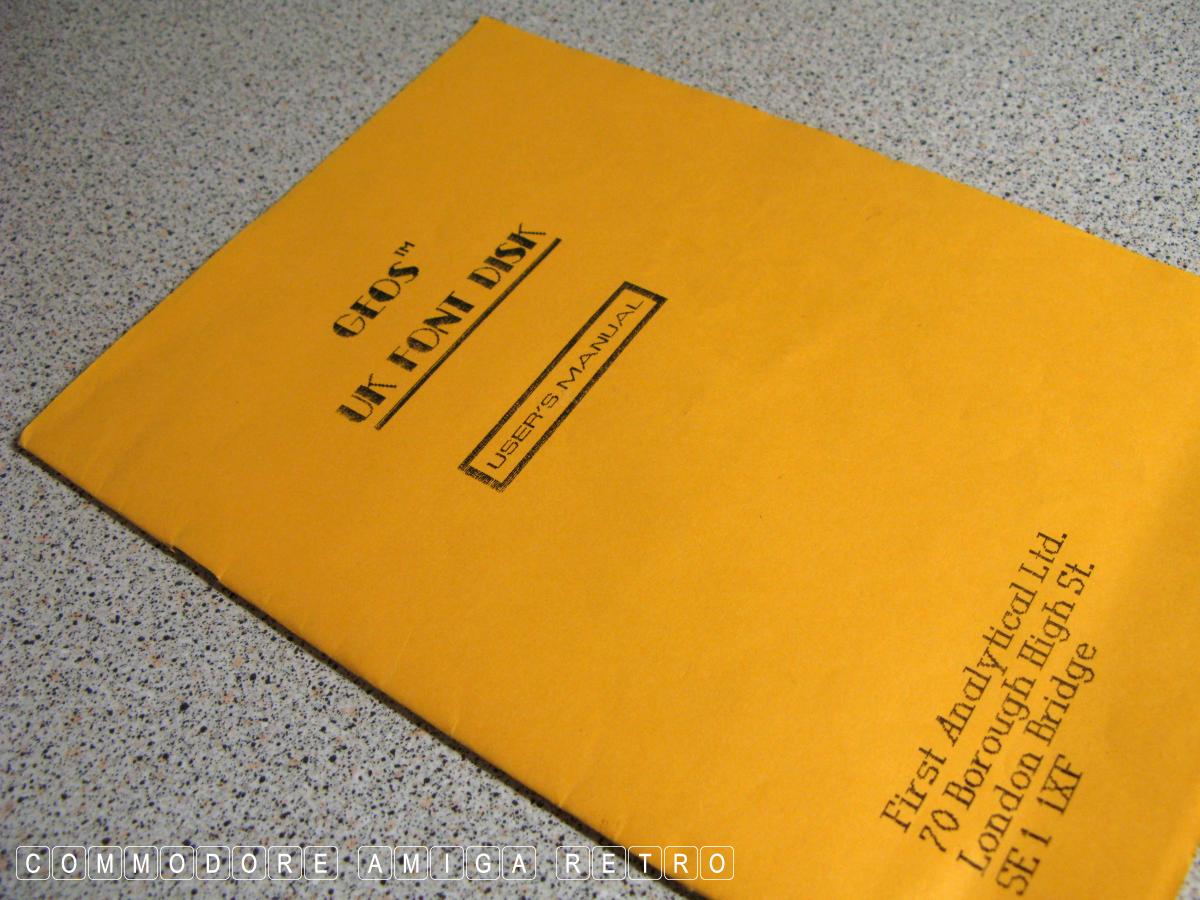 GEOS™
UK FONT DISK
USER'S MANUAL
First Analytical Ltd.
70 Borough High St.
London Bridge
SE1 1XF
COMMODORE AMIGA RETRO